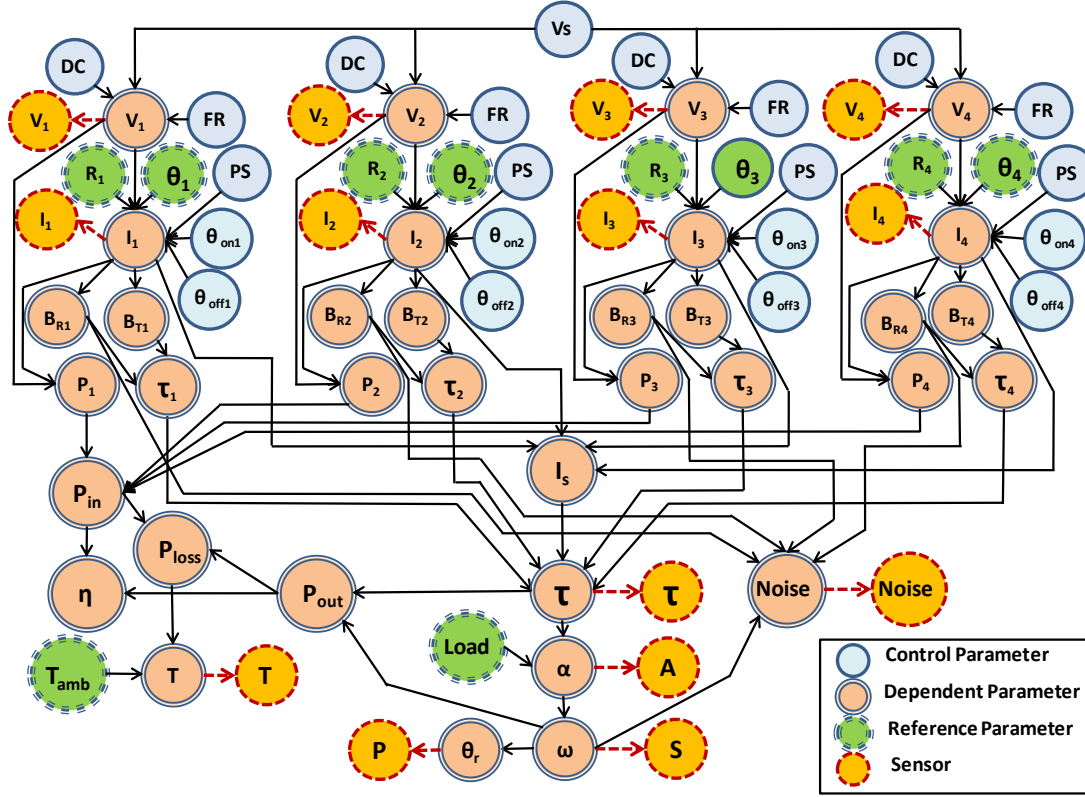 Vs
DC
DC
DC
DC
V1
V1
FR
V2
V2
FR
V3
V3
FR
V4
V4
FR
R1
θ1
PS
R2
θ2
PS
R3
θ3
PS
R4
θ4
PS
I1
I1
θon1
I2
I2
θon2
I3
I3
θon3
I4
I4
θon4
θoff1
θoff2
θoff3
θoff4
BR1
BT1
BR2
BT2
BR3
BT3
BR4
BT4
P1
τ1
P2
τ2
P3
τ3
P4
τ4
Is
Pin
Ploss
η
Pout
τ
τ
Noise
Noise
Load
Tamb
T
T
α
A
P
θr
ω
S
Control Parameter
Dependent Parameter
Reference Parameter
Sensor